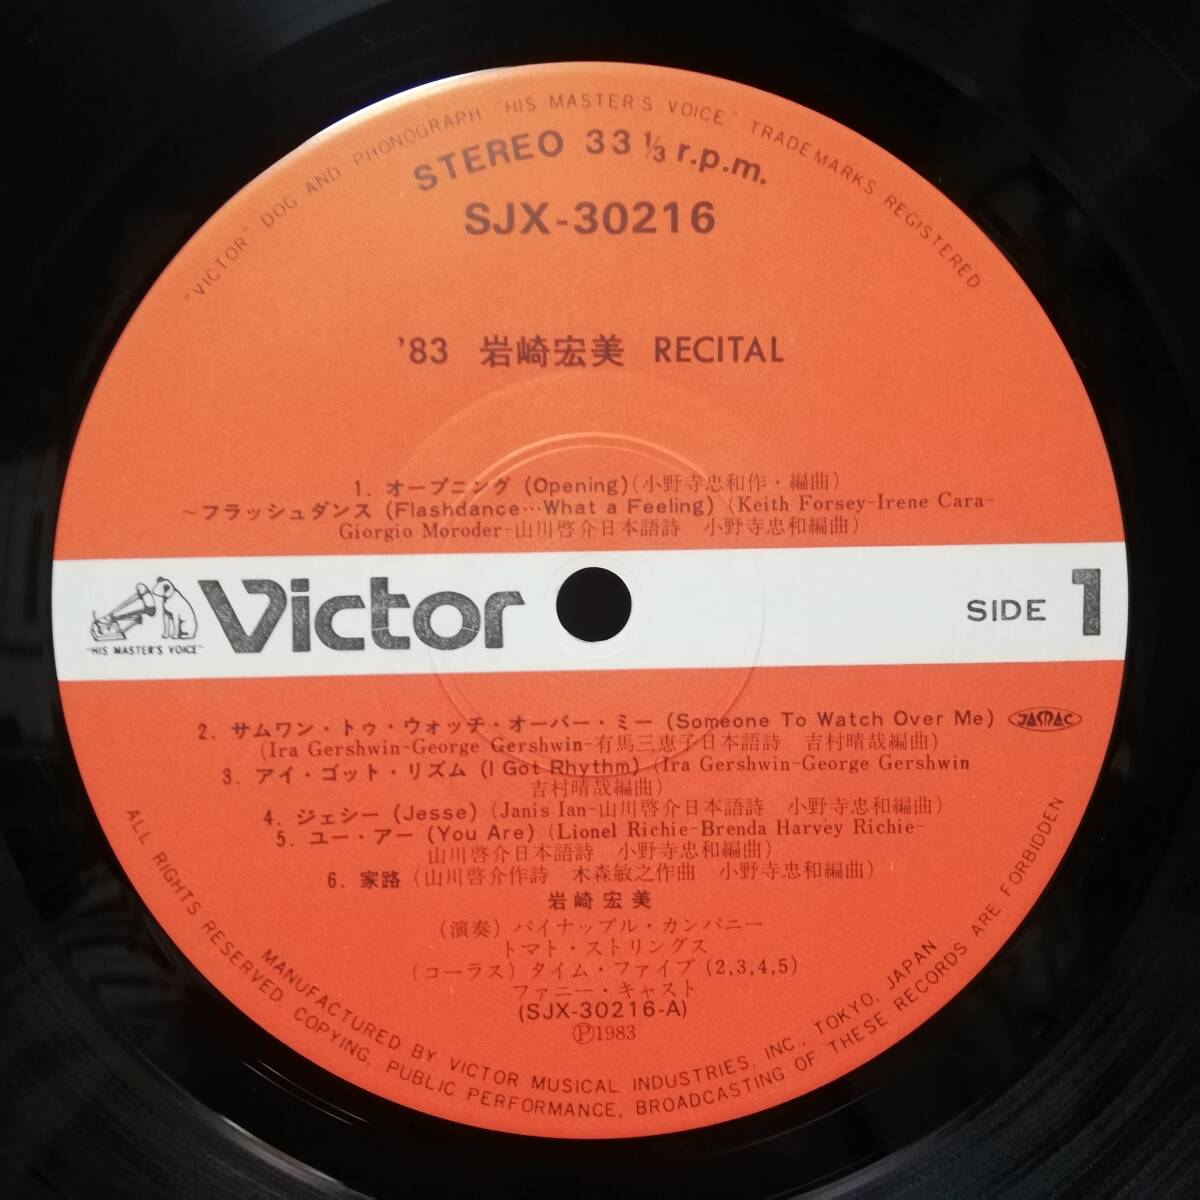 "VICTOR" DOG AND PHONOGRAPH "HIS MASTER'S VOICE" TRADE MARKS REGISTERED
STEREO 33 1/3 r.p.m.
SJX-30216
'83 岩崎宏美 RECITAL
1. オープニング (Opening)(小野寺忠和作・編曲)
~フラッシュダンス (Flashdance…What a Feeling) (Keith Forsey-Irene Cara-
Giorgio Moroder-山川啓介日本語詩 小野寺忠和編曲)
"HIS MASTER'S VOICE"
Victor
SIDE 1
2. サムワン・トゥ・ウォッチ・オーバー・ミー (Someone To Watch Over Me)
JASRAC
(Ira Gershwin-George Gershwin-有馬三恵子日本語詩 吉村晴哉編曲)
3. アイ・ゴット・リズム (I Got Rhythm) (Ira Gershwin-George Gershwin
吉村晴哉編曲)
4. ジェシー (Jesse) (Janis Ian-山川啓介日本語詩 小野寺忠和編曲)
5. ユー・アー (You Are) (Lionel Richie-Brenda Harvey Richie-
山川啓介日本語詩 小野寺忠和編曲)
6. 家路 (山川啓介作詩 木森敏之作曲 小野寺忠和編曲)
岩崎宏美
(演奏) パイナップル・カンパニー
トマト・ストリングス
(コーラス) タイム・ファイブ (2,3,4,5)
ファニー・キャスト
(SJX-30216-A)
Ⓟ1983
MANUFACTURED BY VICTOR MUSICAL INDUSTRIES, INC., TOKYO, JAPAN
ALL RIGHTS RESERVED. COPYING, PUBLIC PERFORMANCE, BROADCASTING OF THESE RECORDS ARE FORBIDDEN